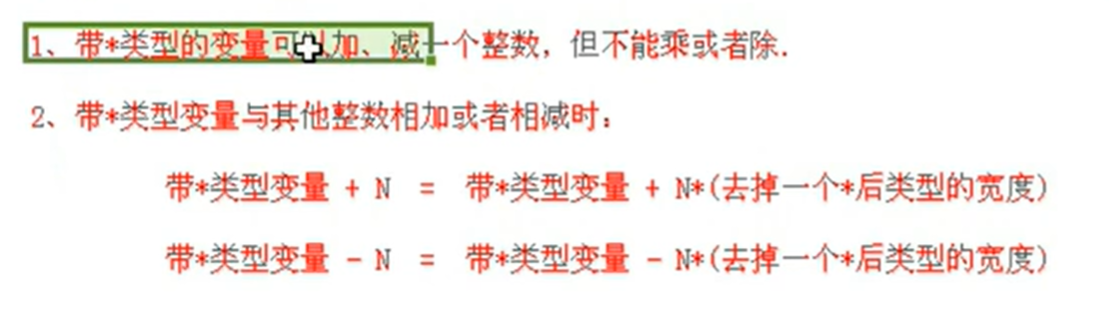 1、带*类型的变量可以加、减一个整数，但不能乘或者除.
2、带*类型变量与其他整数相加或者相减时：
带*类型变量 + N = 带*类型变量 + N*(去掉一个*后类型的宽度)
带*类型变量 - N = 带*类型变量 - N*(去掉一个*后类型的宽度)